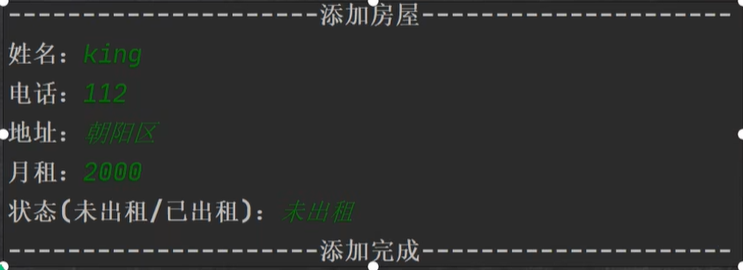 -------------------------添加房屋-------------------------
姓名：king
电话：112
地址：朝阳区
月租：2000
状态(未出租/已出租)：未出租
-------------------------添加完成-------------------------